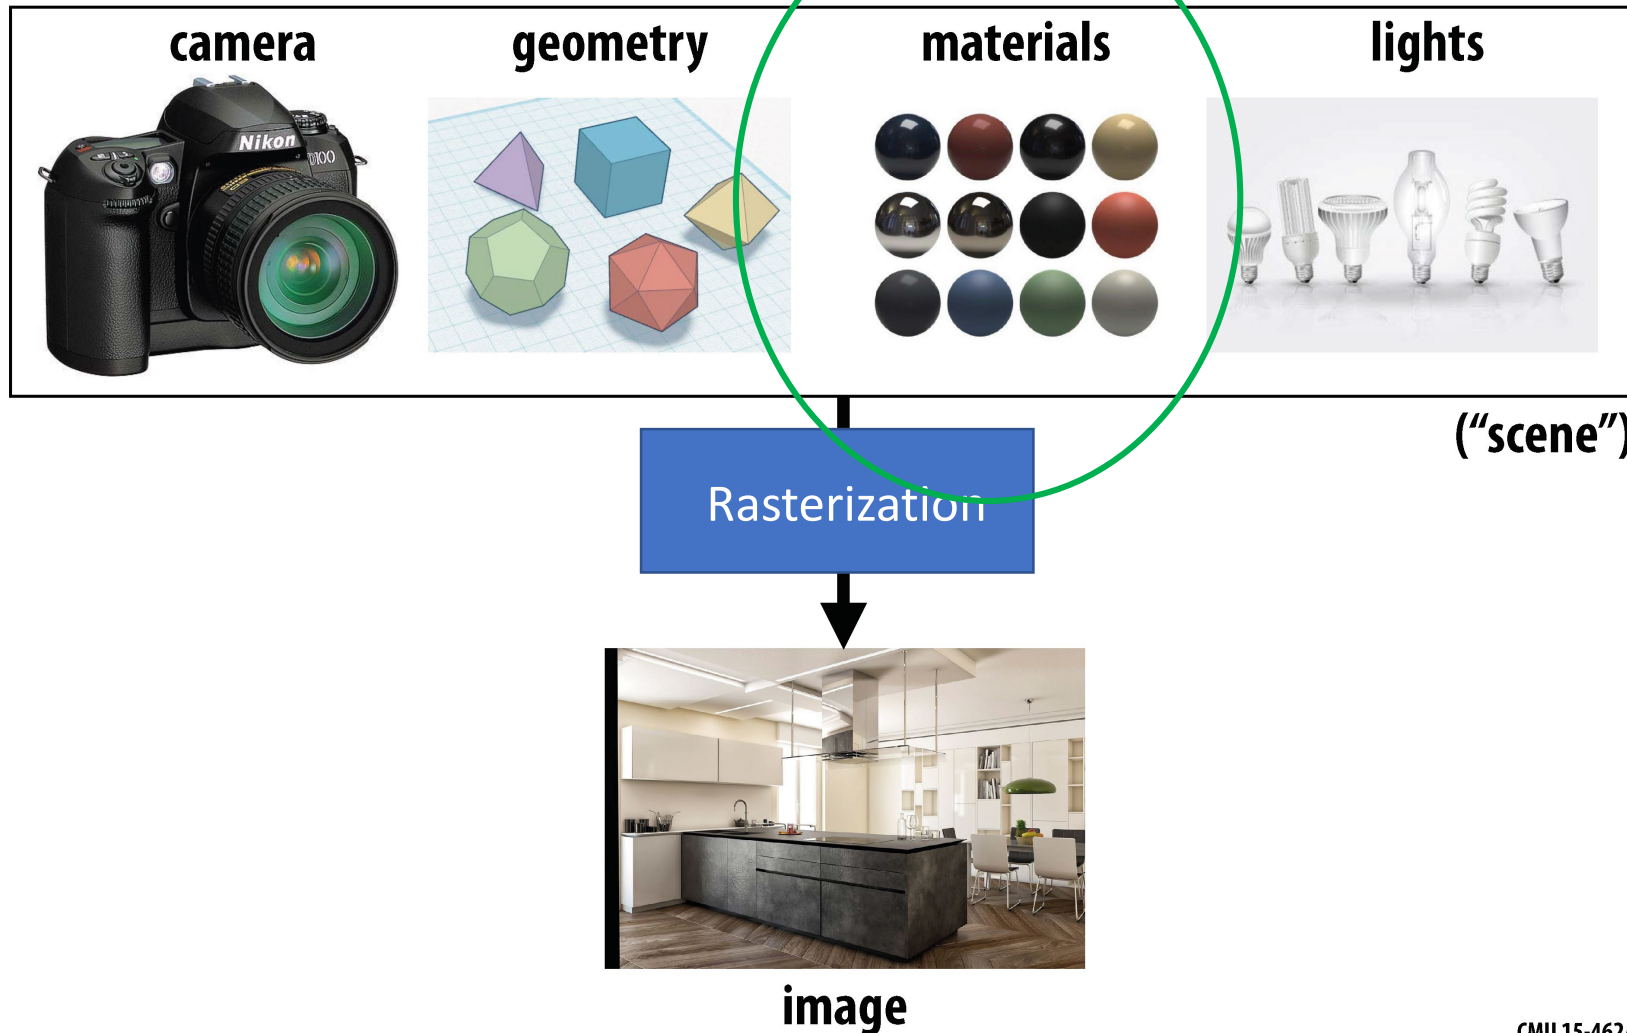 camera
geometry
materials
lights
Nikon
D100
("scene")
Rasterization
image